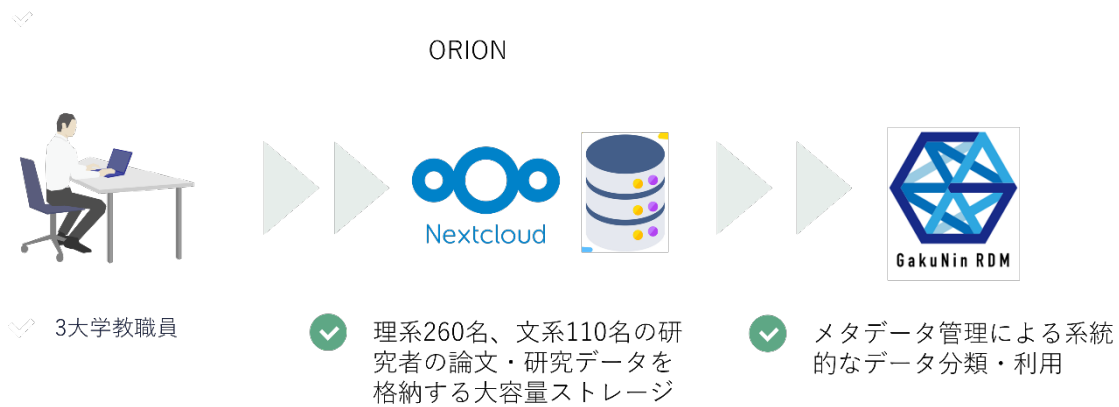 ORION
Nextcloud
GakuNin RDM
3大学教職員
理系260名、文系110名の研
究者の論文・研究データを
格納する大容量ストレージ
メタデータ管理による系統
的なデータ分類・利用